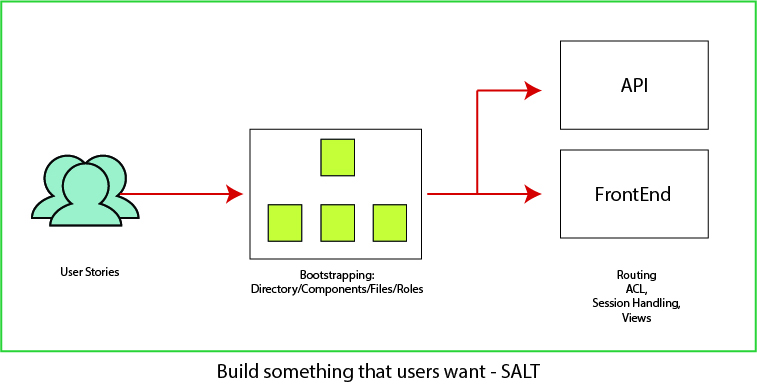 API
FrontEnd
User Stories
Bootstrapping:
Directory/Components/Files/Roles
Routing
ACL,
Session Handling,
Views
Build something that users want - SALT